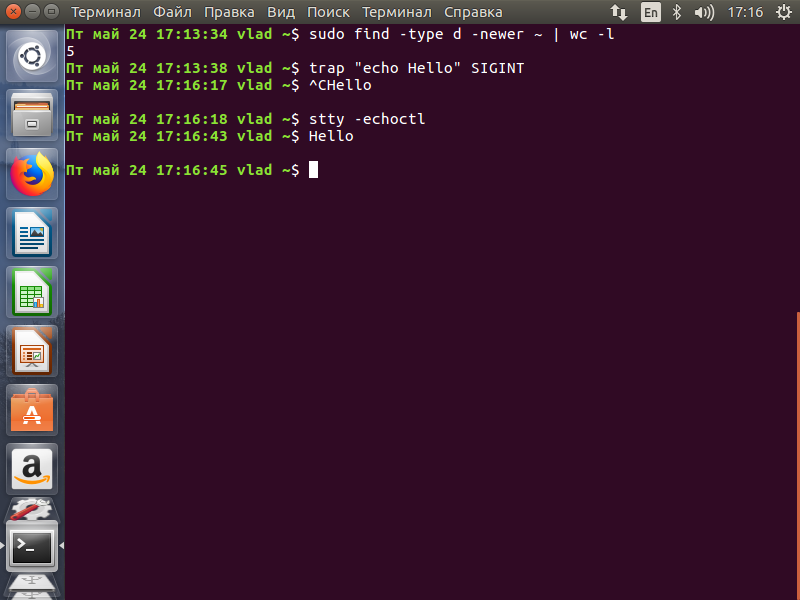 Терминал Файл Правка Вид Поиск Терминал Справка En 17:16
Пт май 24 17:13:34 vlad ~$ sudo find -type d -newer ~ | wc -l
5
Пт май 24 17:13:38 vlad ~$ trap "echo Hello" SIGINT
Пт май 24 17:16:17 vlad ~$ ^CHello
Пт май 24 17:16:18 vlad ~$ stty -echoctl
Пт май 24 17:16:43 vlad ~$ Hello
Пт май 24 17:16:45 vlad ~$